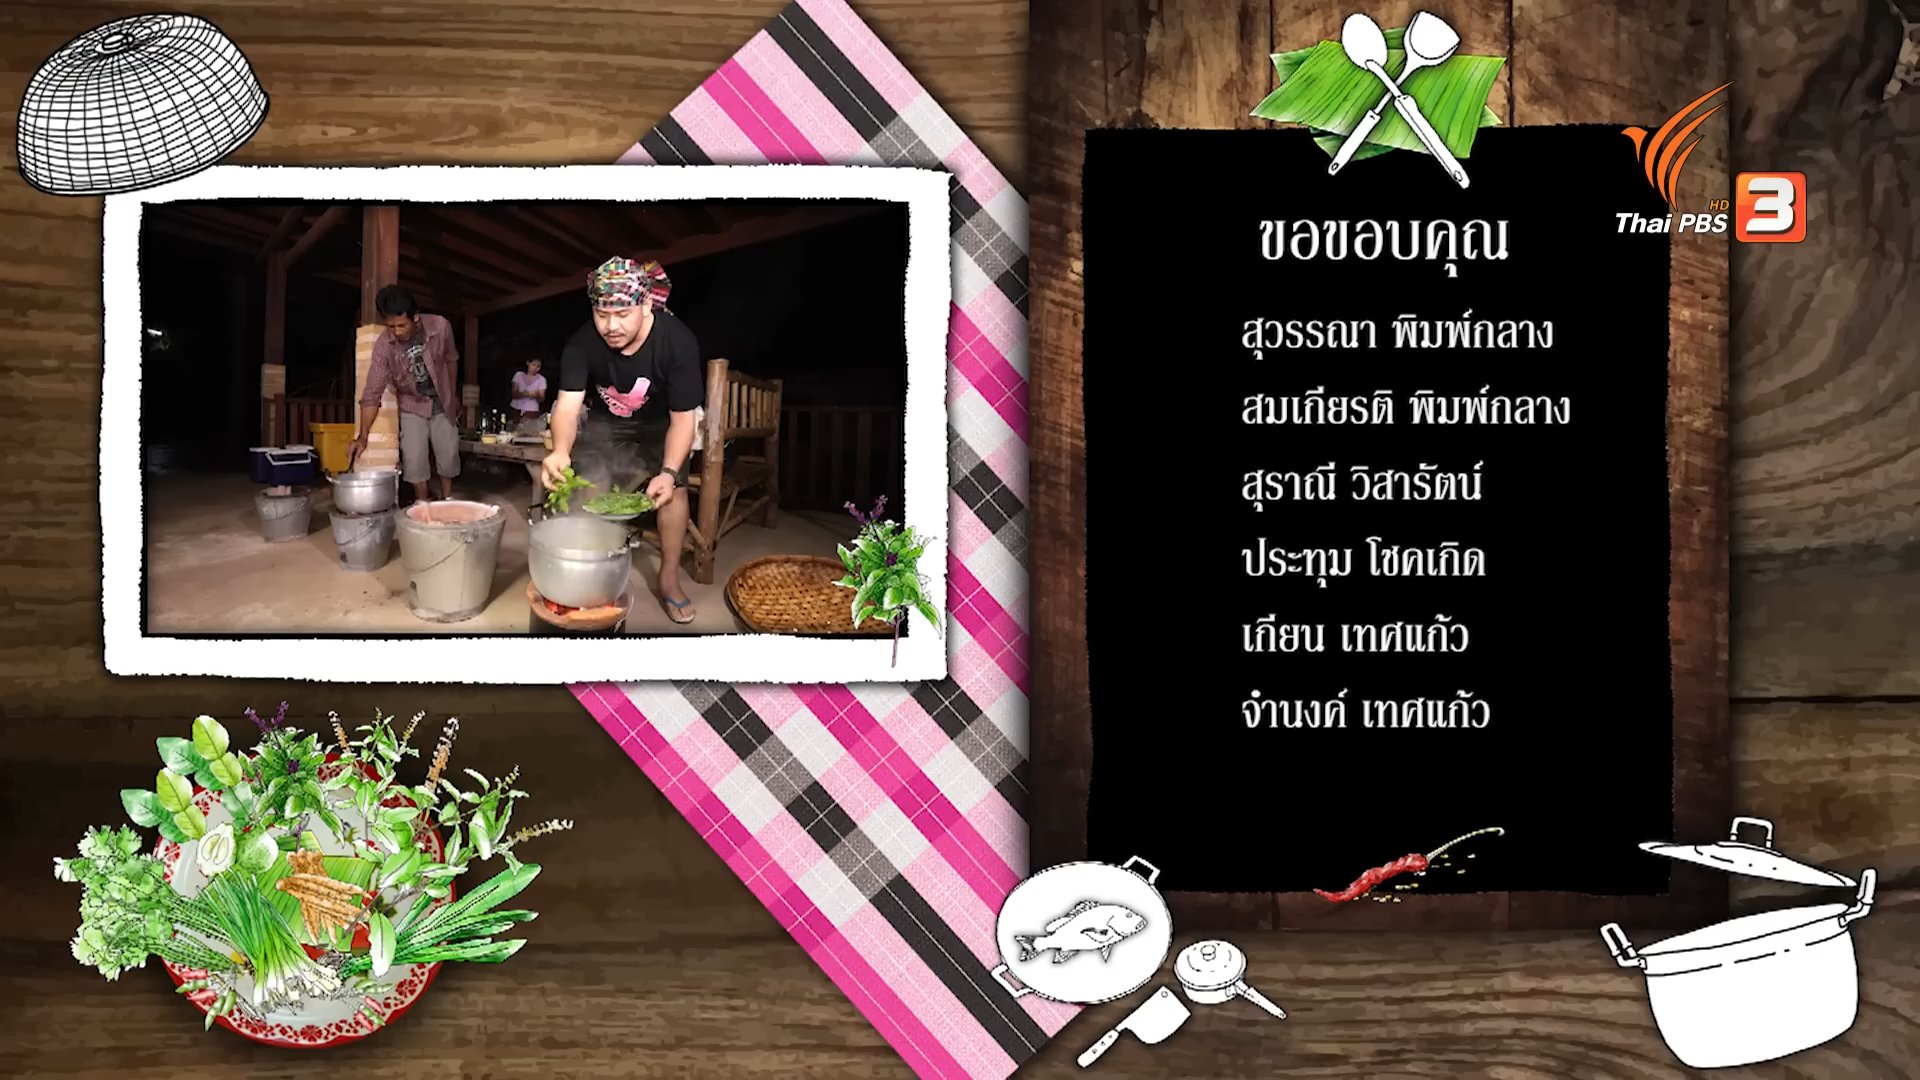 ขอขอบคุณ
สุวรรณา พิมพ์กลาง
สมเกียรติ พิมพ์กลาง
สุราณี วิสารัตน์
ประทุม โชคเกิด
เกียน เทศแก้ว
จำนงค์ เทศแก้ว
HD
Thai PBS 3